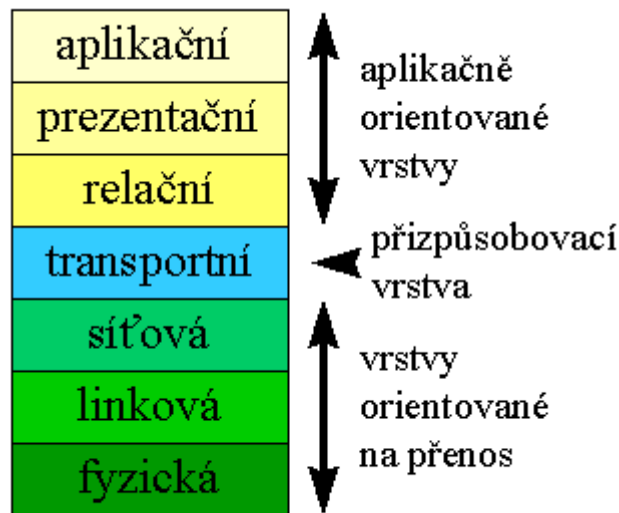 aplikační
prezentační
relační
transportní
síťová
linková
fyzická
aplikačně
orientované
vrstvy
přizpůsobovací
vrstva
vrstvy
orientované
na přenos